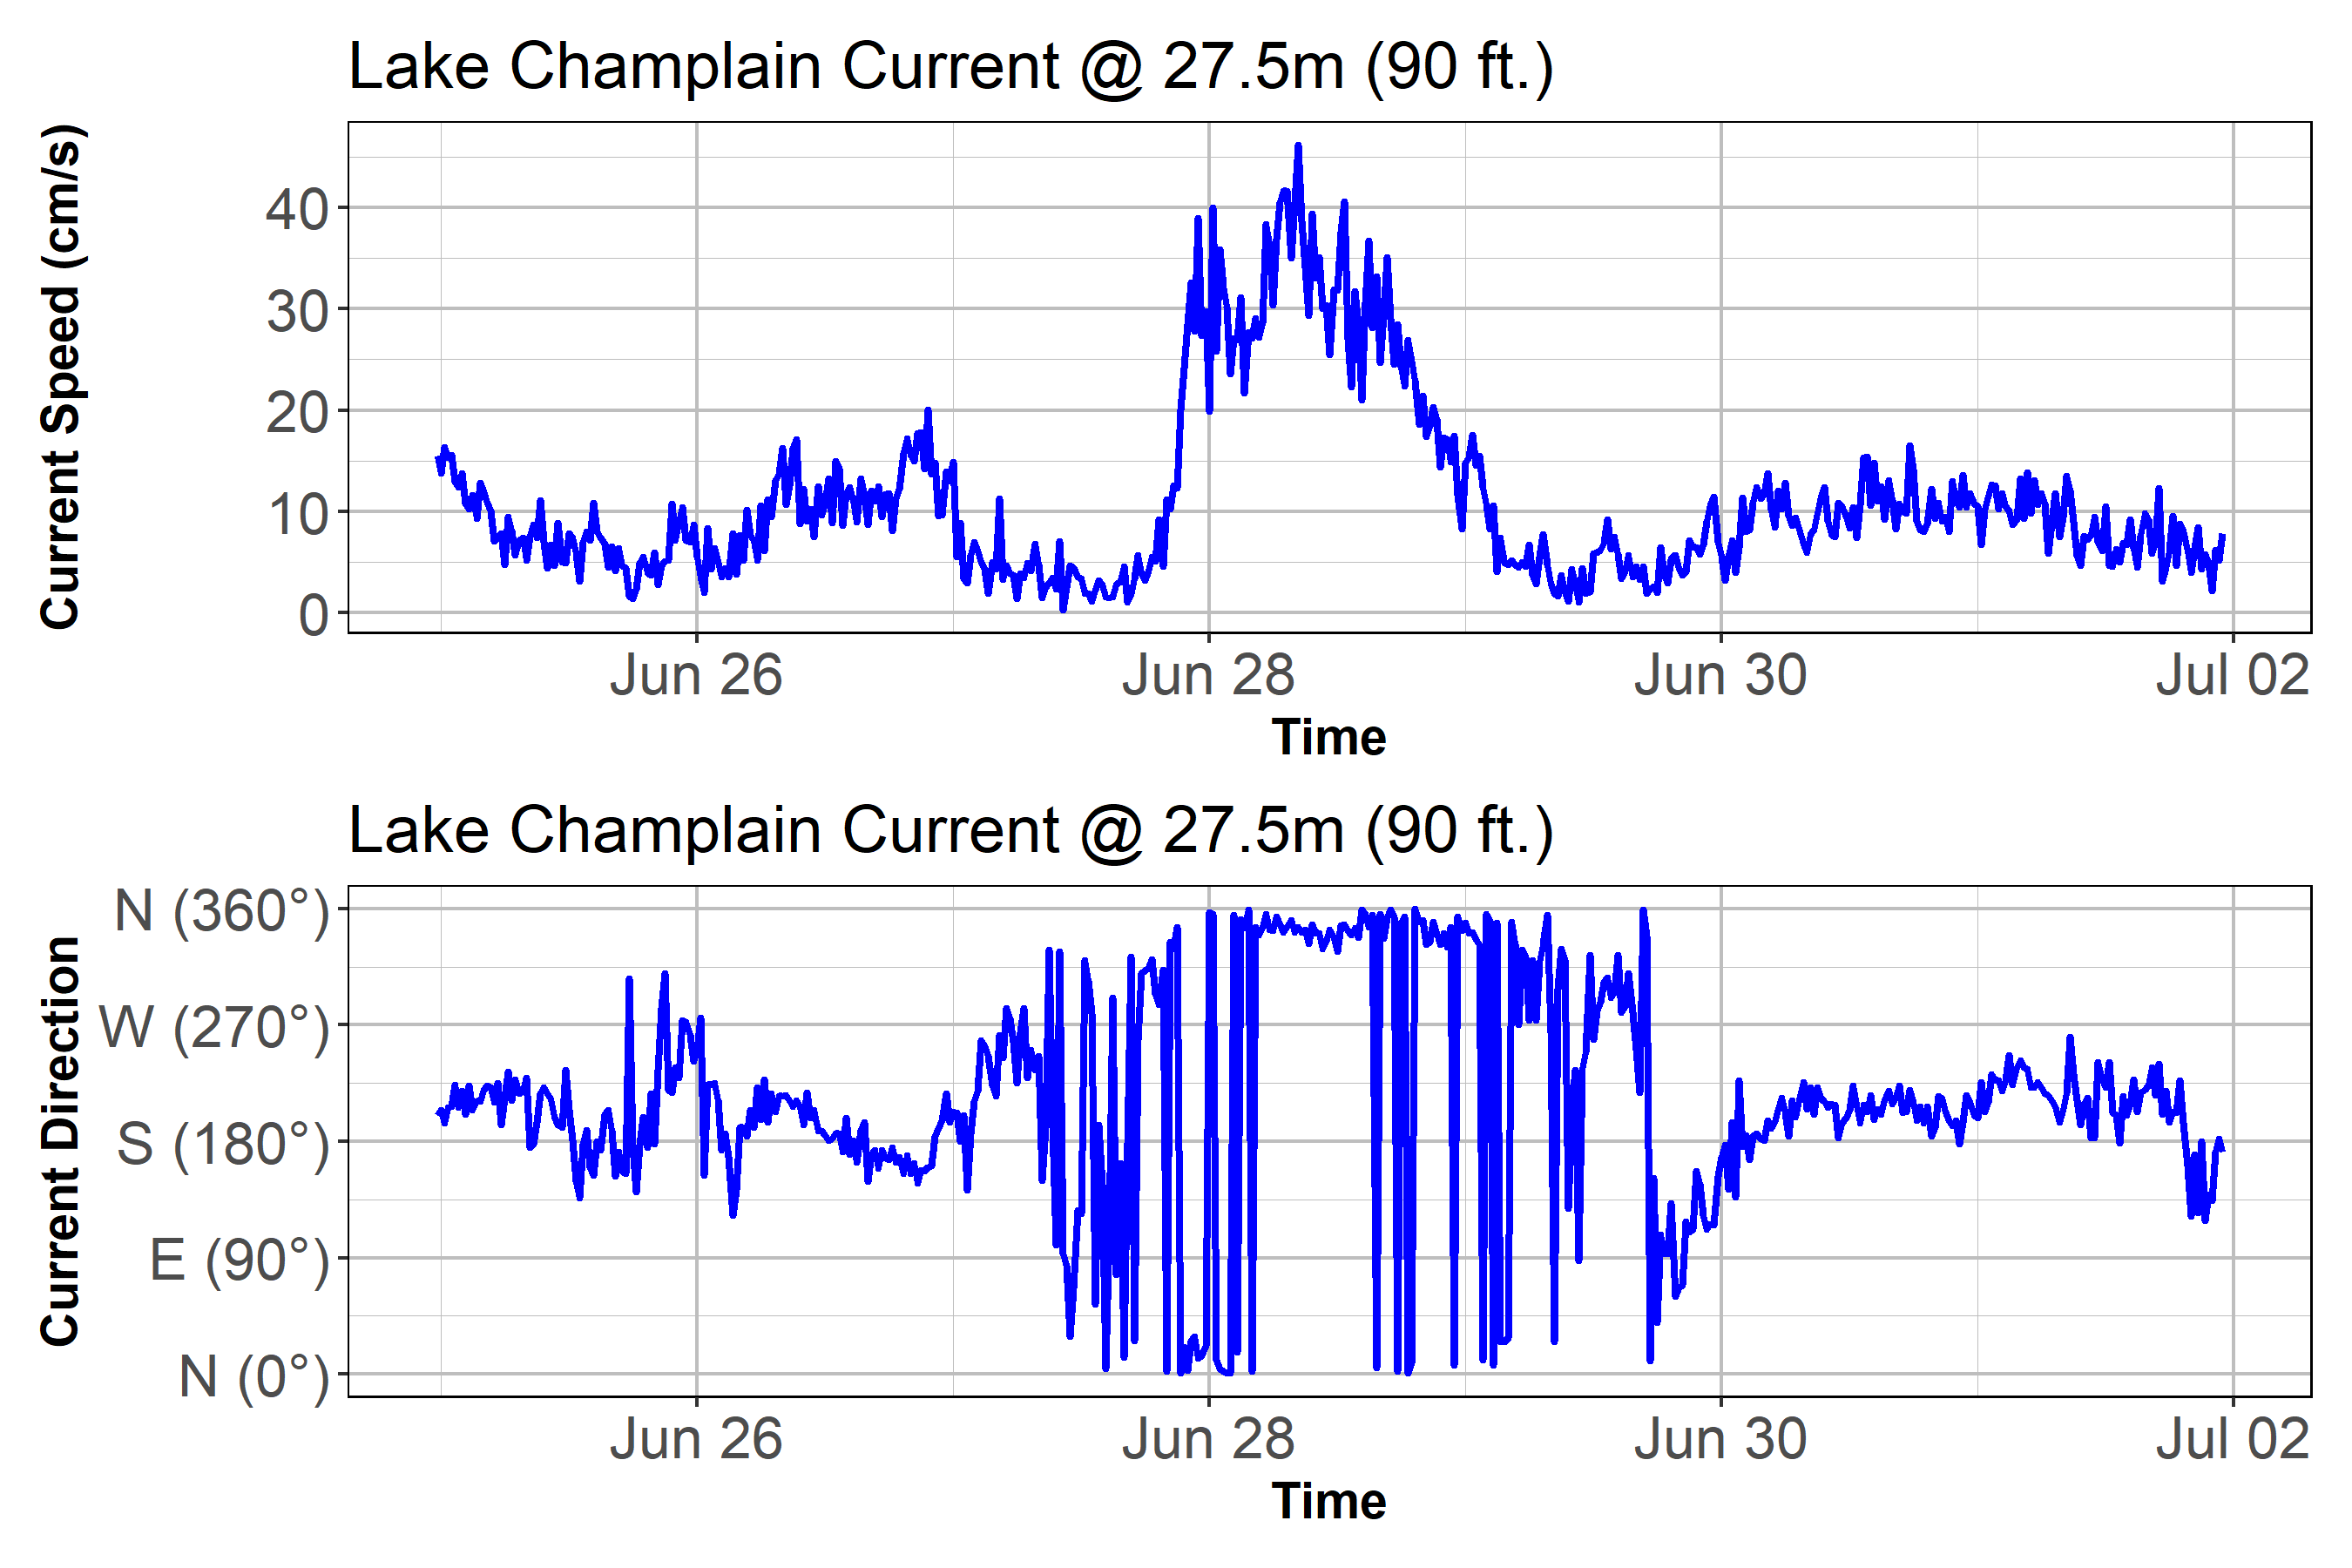 Lake Champlain Current @ 27.5m (90 ft.)
Current Speed (cm/s)
40
30
20
10
0
Jun 26 Jun 28 Jun 30 Jul 02
Time
Lake Champlain Current @ 27.5m (90 ft.)
Current Direction
N (360°)
W (270°)
S (180°)
E (90°)
N (0°)
Jun 26 Jun 28 Jun 30 Jul 02
Time